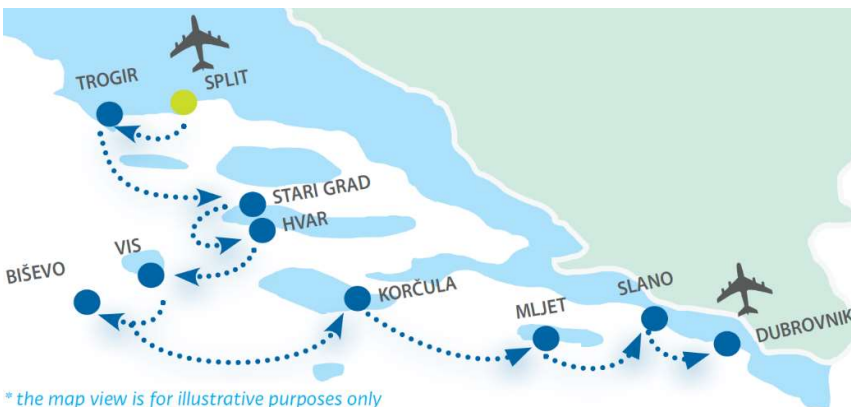 TROGIR
SPLIT
STARI GRAD
HVAR
VIS
BIŠEVO
KORČULA
MLJET
SLANO
DUBROVNIK
* the map view is for illustrative purposes only